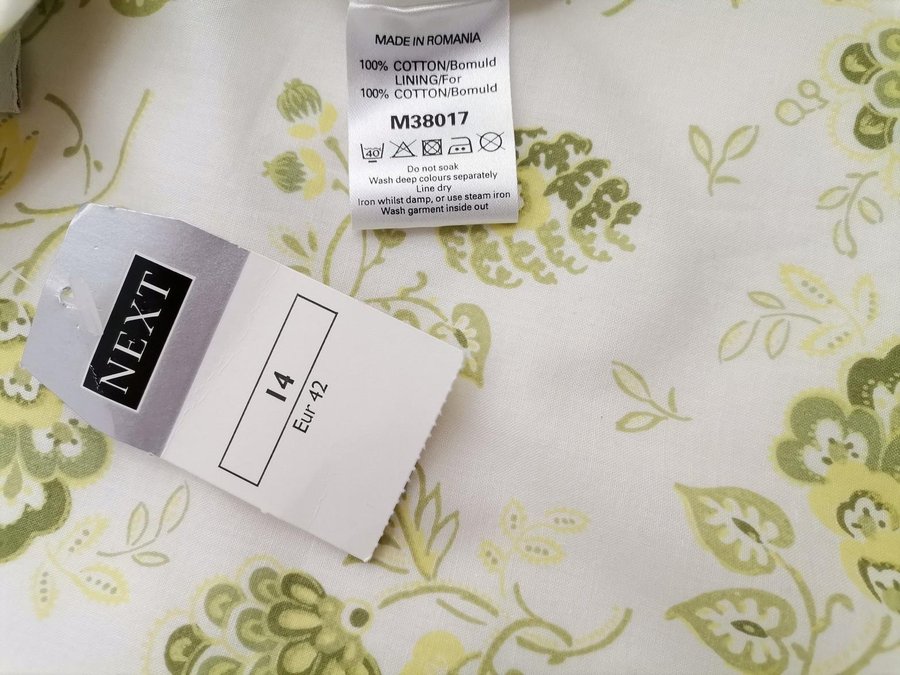 MADE IN ROMANIA
100% COTTON/Bomuld
LINING/For
100% COTTON/Bomuld
M38017
40
Do not soak
Wash deep colours separately
Line dry
Iron whilst damp, or use steam iron
Wash garment inside out
NEXT
14
Eur 42